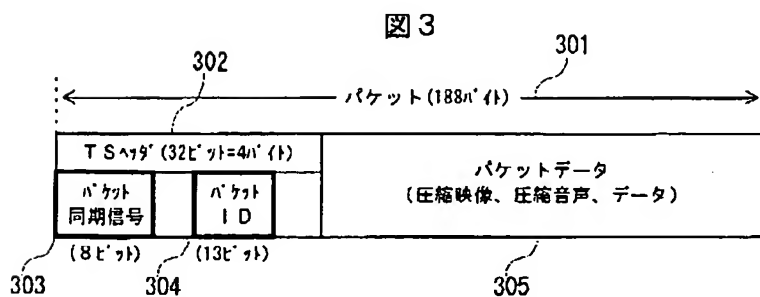 図3
302
301
パケット(188バイト)
TSヘッダ(32ビット=4バイト)
パケット
同期信号
パケット
ID
パケットデータ
(圧縮映像、圧縮音声、データ)
(8ビット)
(13ビット)
303
304
305